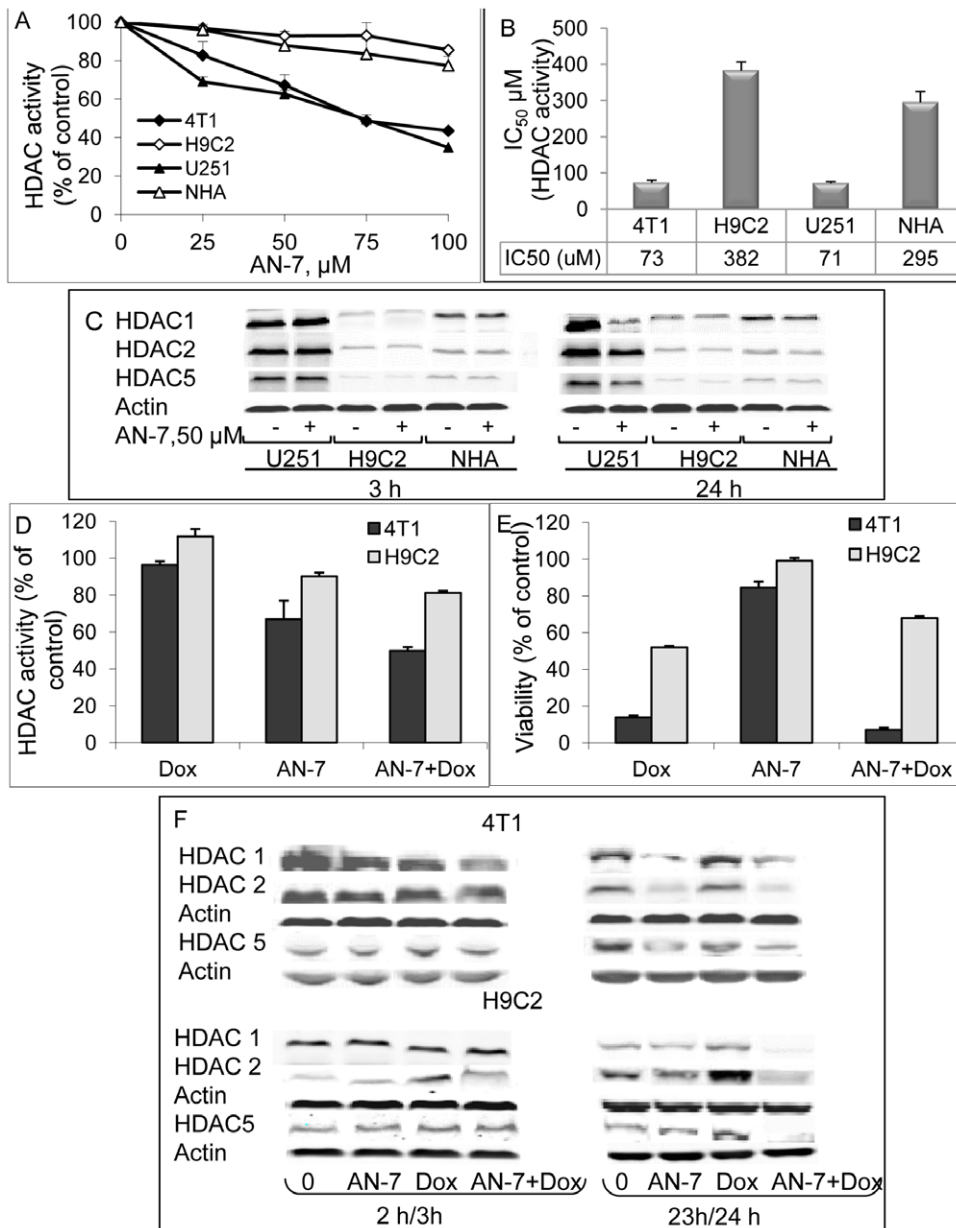 A
HDAC activity
(% of control)
100
80
60
40
20
0
4T1
H9C2
U251
NHA
0 25 50 75 100
AN-7, µM
B
IC50 µM
(HDAC activity)
500
400
300
200
100
0
4T1 H9C2 U251 NHA
IC50 (uM) 73 382 71 295
C
HDAC1
HDAC2
HDAC5
Actin
AN-7,50 µM - + - + - + - + - + - +
U251 H9C2 NHA U251 H9C2 NHA
3 h 24 h
D
HDAC activity (% of
control)
120
100
80
60
40
20
0
4T1
H9C2
Dox AN-7 AN-7+Dox
E
Viability (% of control)
120
100
80
60
40
20
0
4T1
H9C2
Dox AN-7 AN-7+Dox
F
4T1
HDAC 1
HDAC 2
Actin
HDAC 5
Actin
H9C2
HDAC 1
HDAC 2
Actin
HDAC5
Actin
0 AN-7 Dox AN-7+Dox 0 AN-7 Dox AN-7+Dox
2 h/3h 23h/24 h